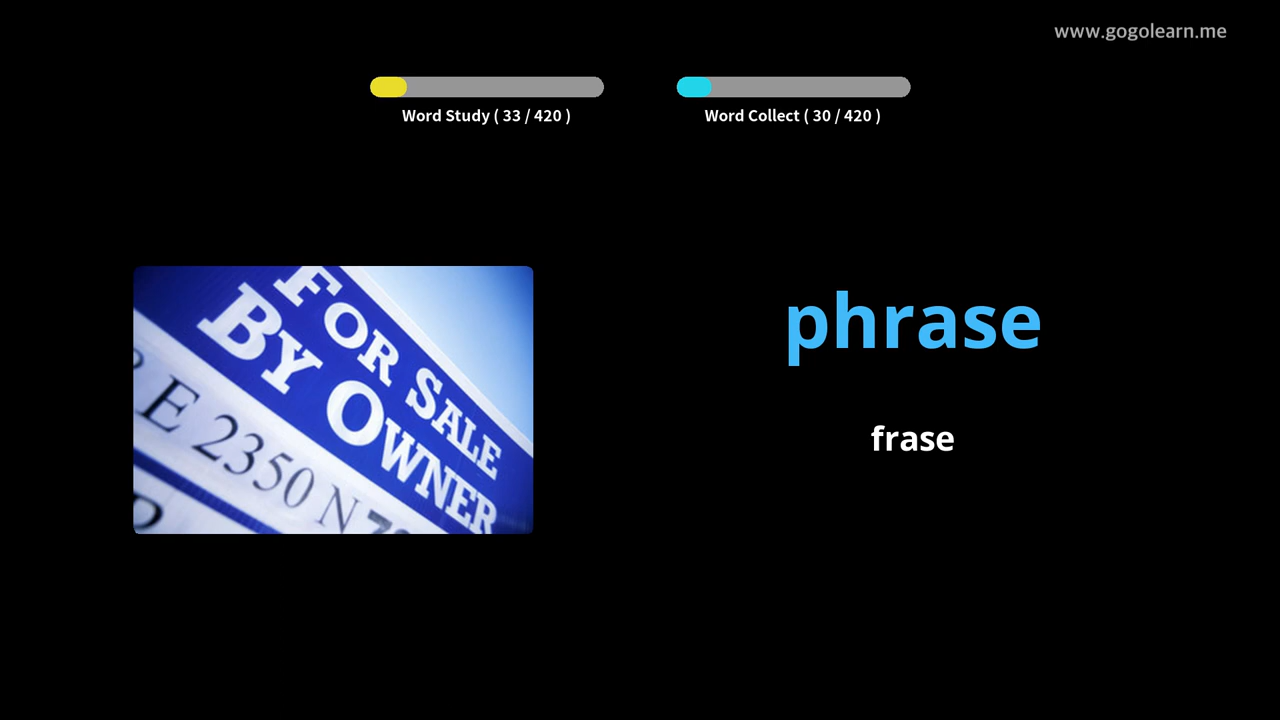 www.gogolearn.me
Word Study ( 33 / 420 )
Word Collect ( 30 / 420 )
FOR SALE
BY OWNER
E 2350 N
phrase
frase